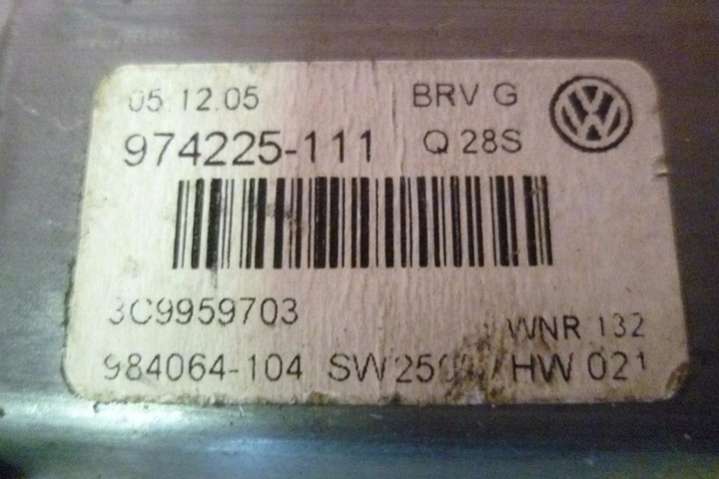 05.12.05 BRV G
974225-111 Q 28S
3C9959703
WNR 132
984064-104 HW 021